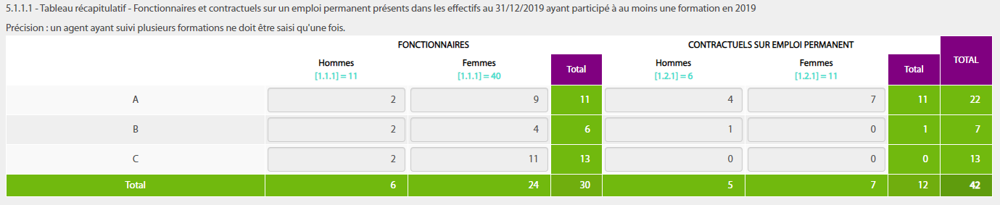 5.1.1.1 - Tableau récapitulatif - Fonctionnaires et contractuels sur un emploi permanent présents dans les effectifs au 31/12/2019 ayant participé à au moins une formation en 2019
Précision : un agent ayant suivi plusieurs formations ne doit être saisi qu'une fois.
FONCTIONNAIRES CONTRACTUELS SUR EMPLOI PERMANENT TOTAL
Hommes Femmes Total Hommes Femmes Total
[1.1.1] = 11 [1.1.1] = 40 [1.2.1] = 6 [1.2.1] = 11
A 2 9 11 4 7 11 22
B 2 4 6 1 0 1 7
C 2 11 13 0 0 0 13
Total 6 24 30 5 7 12 42